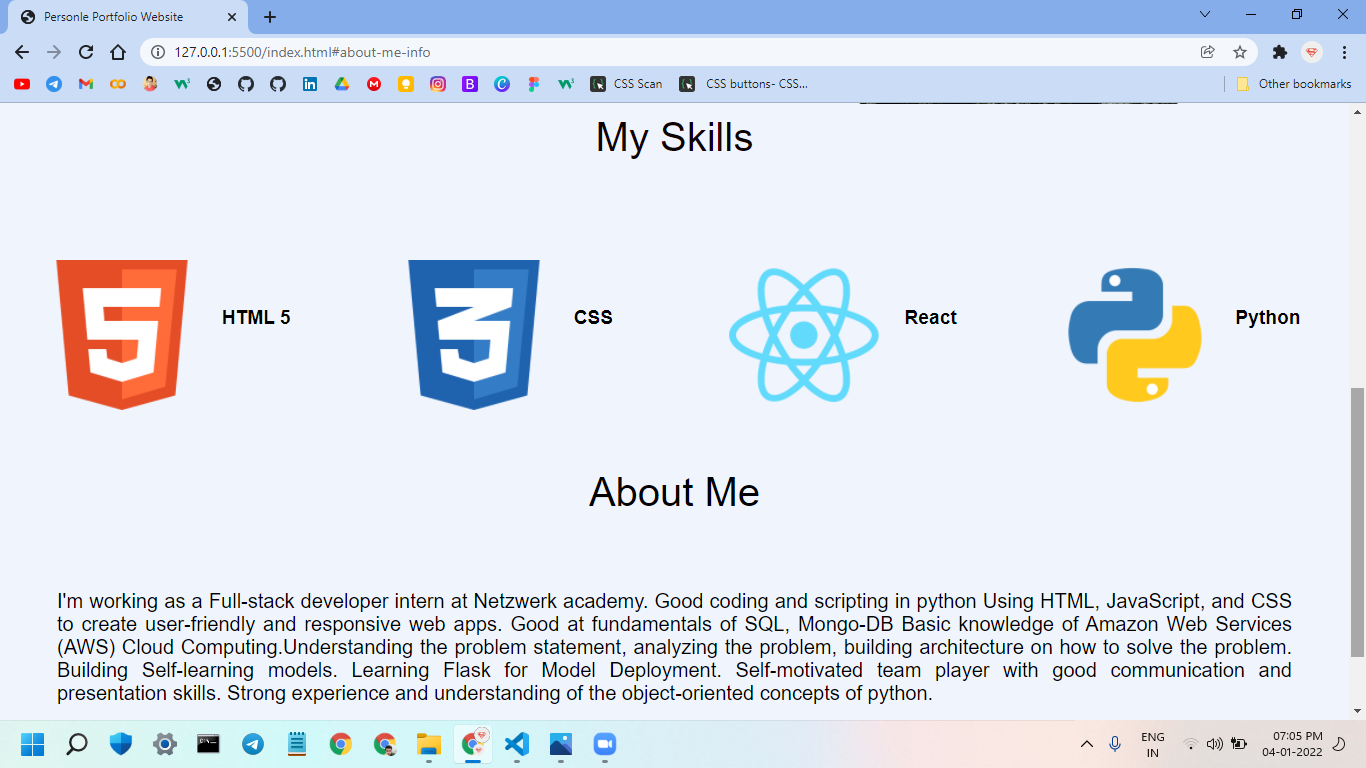 Personle Portfolio Website
127.0.0.1:5500/index.html#about-me-info
CSS Scan
CSS buttons- CSS...
Other bookmarks
My Skills
HTML 5
CSS
React
Python
About Me
I'm working as a Full-stack developer intern at Netzwerk academy. Good coding and scripting in python Using HTML, JavaScript, and CSS
to create user-friendly and responsive web apps. Good at fundamentals of SQL, Mongo-DB Basic knowledge of Amazon Web Services
(AWS) Cloud Computing.Understanding the problem statement, analyzing the problem, building architecture on how to solve the problem.
Building Self-learning models. Learning Flask for Model Deployment. Self-motivated team player with good communication and
presentation skills. Strong experience and understanding of the object-oriented concepts of python.
ENG
IN
07:05 PM
04-01-2022